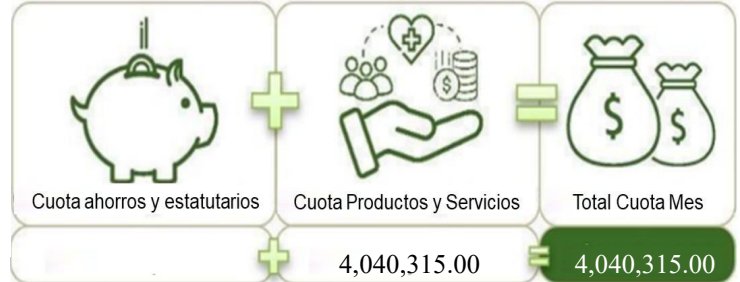 Cuota ahorros y estatutarios
Cuota Productos y Servicios
Total Cuota Mes
+
4,040,315.00
=
4,040,315.00